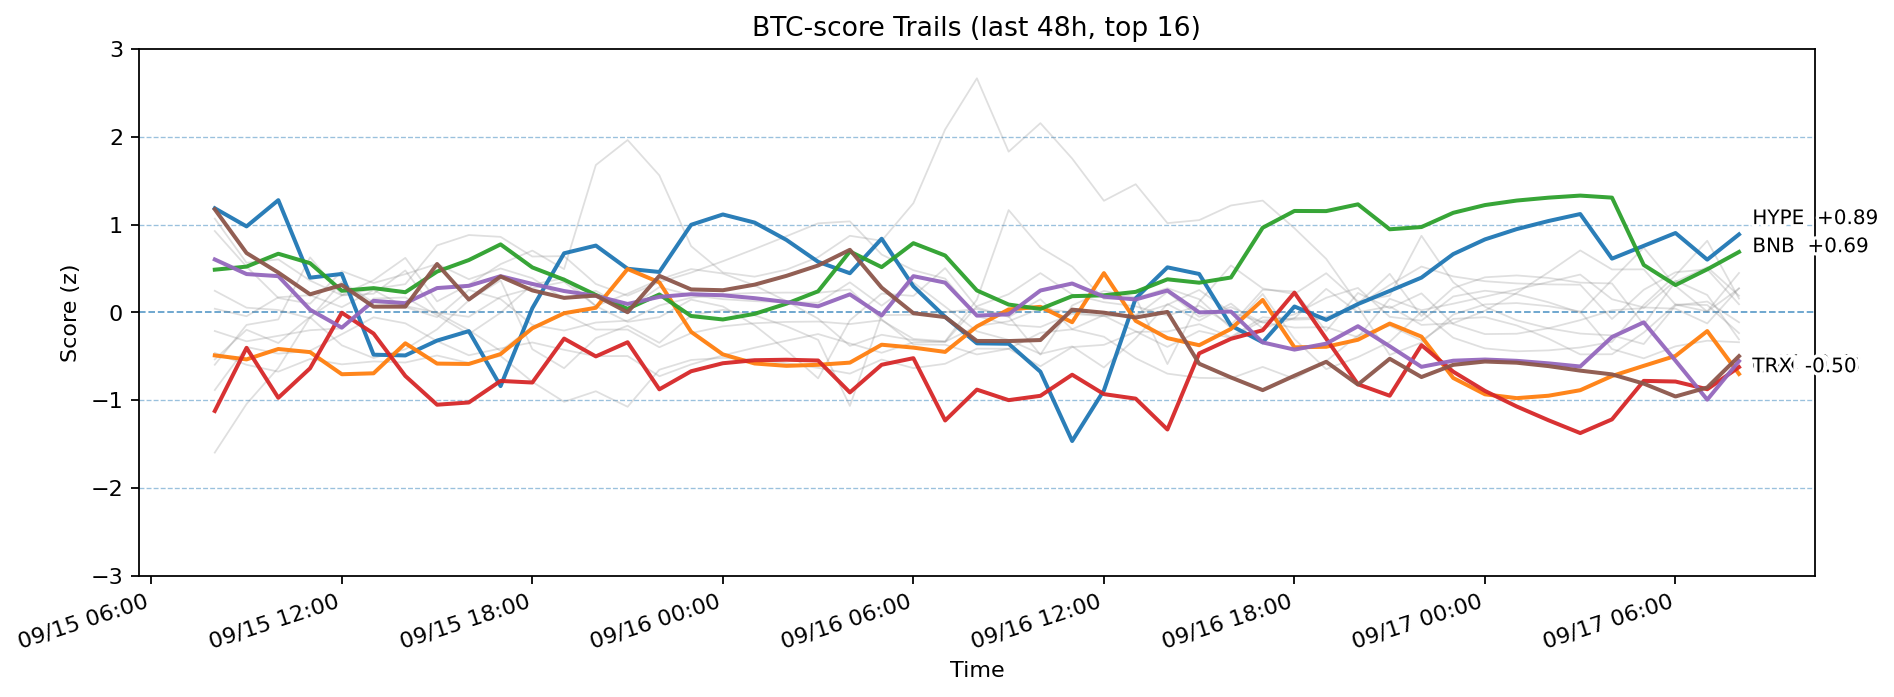 BTC-score Trails (last 48h, top 16)
3
2
1
0
−1
−2
−3
Score (z)
HYPE +0.89
BNB +0.69
TRX -0.50
09/15 06:00
09/15 12:00
09/15 18:00
09/16 00:00
09/16 06:00
09/16 12:00
09/16 18:00
09/17 00:00
09/17 06:00
Time